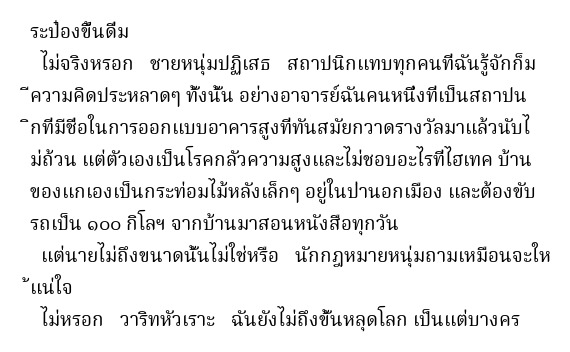 ระป๋องขึ้นดื่ม
ไม่จริงหรอก ชายหนุ่มปฏิเสธ สถาปนิกแทบทุกคนที่ฉันรู้จักก็ม
ีความคิดประหลาดๆ ทั้งนั้น อย่างอาจารย์ฉันคนหนึ่งที่เป็นสถาปน
ิกที่มีชื่อในการออกแบบอาคารสูงที่ทันสมัยกวาดรางวัลมาแล้วนับไ
ม่ถ้วน แต่ตัวเองเป็นโรคกลัวความสูงและไม่ชอบอะไรที่ไฮเทค บ้าน
ของแกเองเป็นกระท่อมไม้หลังเล็กๆ อยู่ในป่านอกเมือง และต้องขับ
รถเป็น ๑๐๐ กิโลฯ จากบ้านมาสอนหนังสือทุกวัน
แต่นายไม่ถึงขนาดนั้นไม่ใช่หรือ นักกฎหมายหนุ่มถามเหมือนจะให
้แน่ใจ
ไม่หรอก วาริทหัวเราะ ฉันยังไม่ถึงขั้นหลุดโลก เป็นแต่บางคร